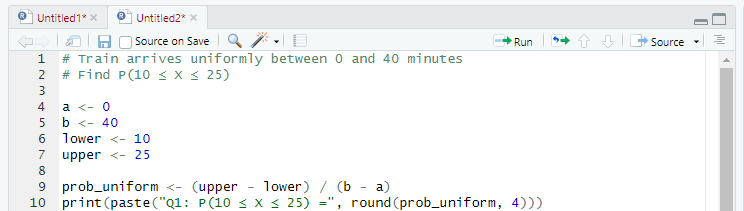 Untitled1* Untitled2*
Source on Save Run Source
1 # Train arrives uniformly between 0 and 40 minutes
2 # Find P(10 ≤ X ≤ 25)
3
4 a <- 0
5 b <- 40
6 lower <- 10
7 upper <- 25
8
9 prob_uniform <- (upper - lower) / (b - a)
10 print(paste("Q1: P(10 ≤ X ≤ 25) =", round(prob_uniform, 4)))